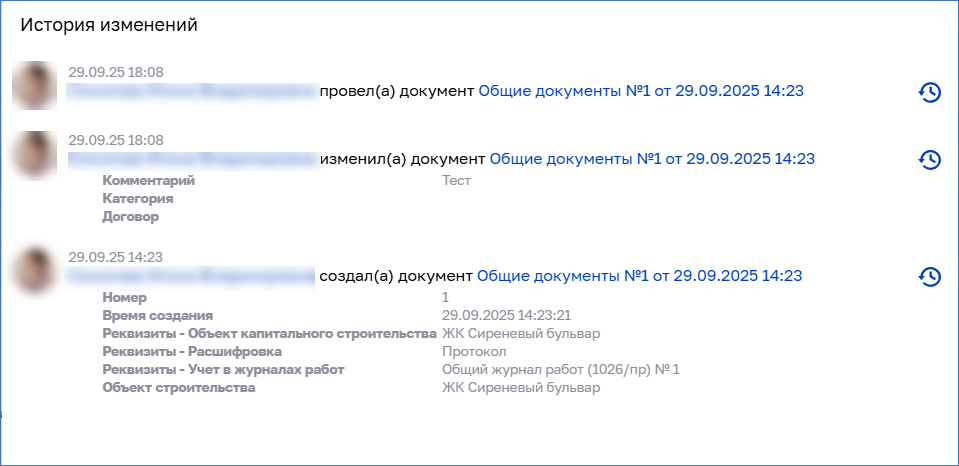 История изменений
29.09.25 18:08
провел(а) документ Общие документы №1 от 29.09.2025 14:23
29.09.25 18:08
изменил(а) документ Общие документы №1 от 29.09.2025 14:23
Комментарий Тест
Категория
Договор
29.09.25 14:23
создал(а) документ Общие документы №1 от 29.09.2025 14:23
Номер 1
Время создания 29.09.2025 14:23:21
Реквизиты - Объект капитального строительства ЖК Сиреневый бульвар
Реквизиты - Расшифровка Протокол
Реквизиты - Учет в журналах работ Общий журнал работ (1026/пр) № 1
Объект строительства ЖК Сиреневый бульвар